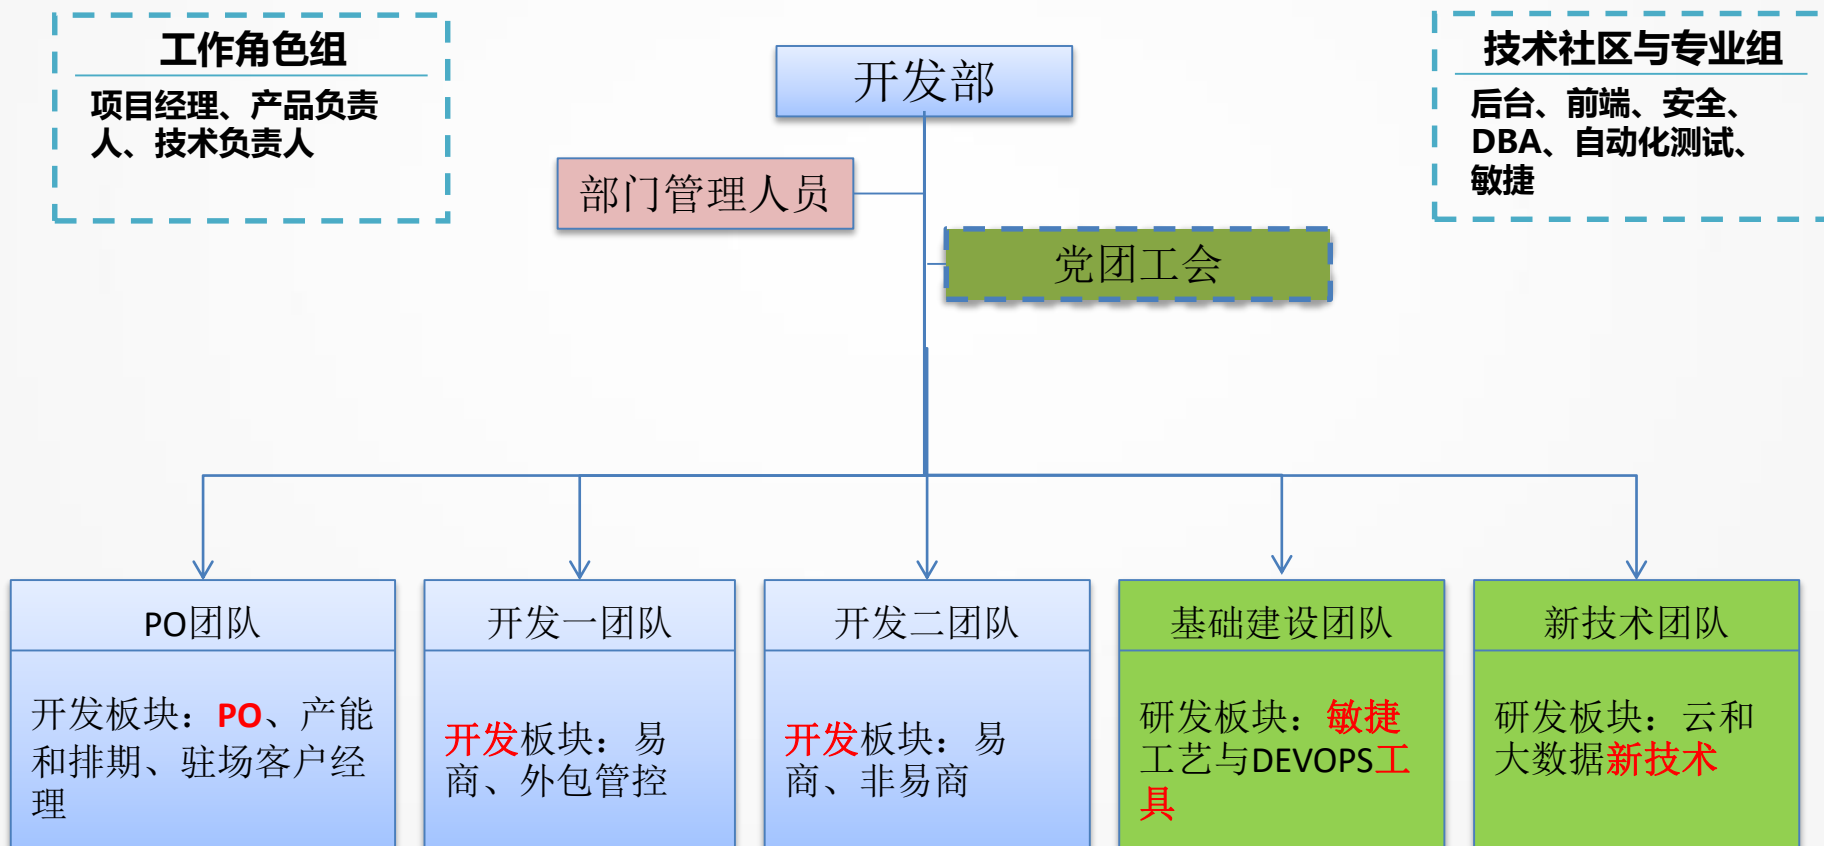 工作角色组
项目经理、产品负责
人、技术负责人
开发部
技术社区与专业组
后台、前端、安全、
DBA、自动化测试、
敏捷
部门管理人员
党团工会
PO团队
开发板块：PO、产能
和排期、驻场客户经
理
开发一团队
开发板块：易
商、外包管控
开发二团队
开发板块：易
商、非易商
基础建设团队
研发板块：敏捷
工艺与DEVOPS工
具
新技术团队
研发板块：云和
大数据新技术